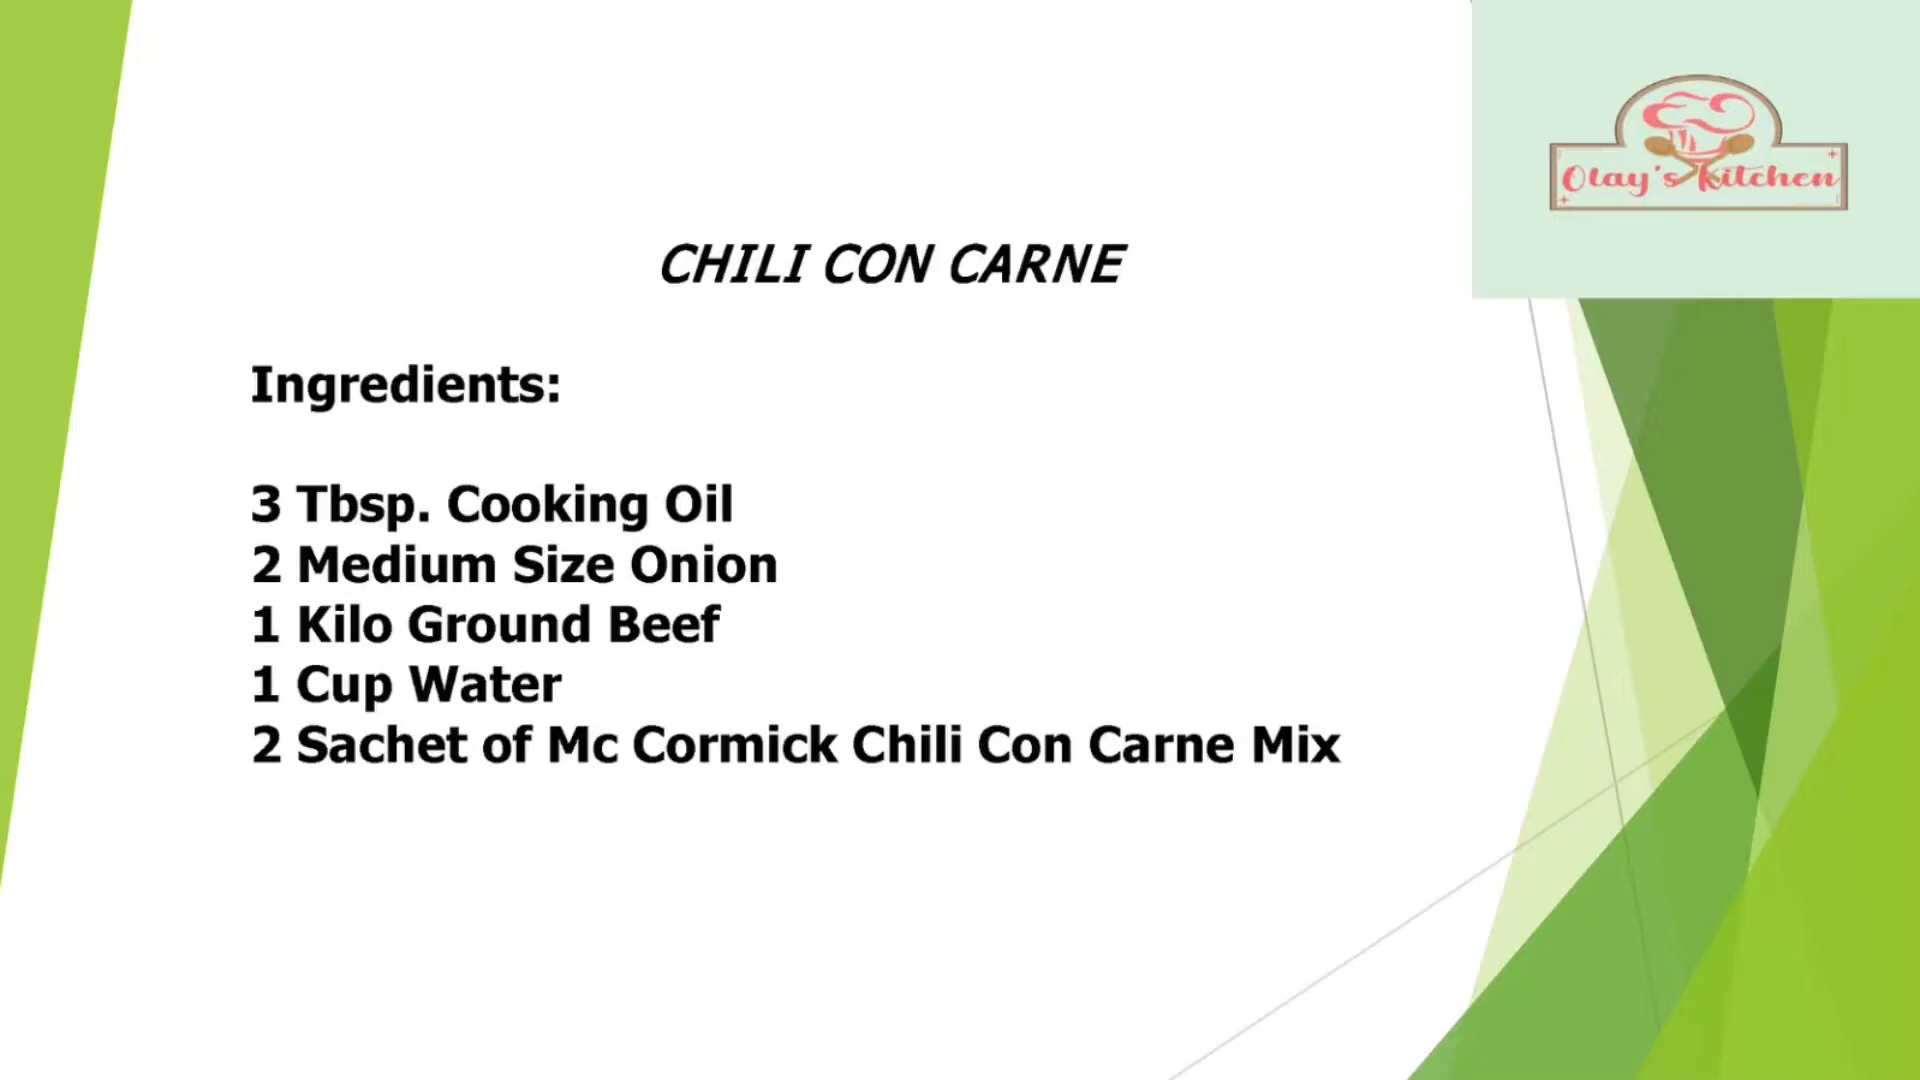 Olay's Kitchen
CHILI CON CARNE
Ingredients:
3 Tbsp. Cooking Oil
2 Medium Size Onion
1 Kilo Ground Beef
1 Cup Water
2 Sachet of Mc Cormick Chili Con Carne Mix